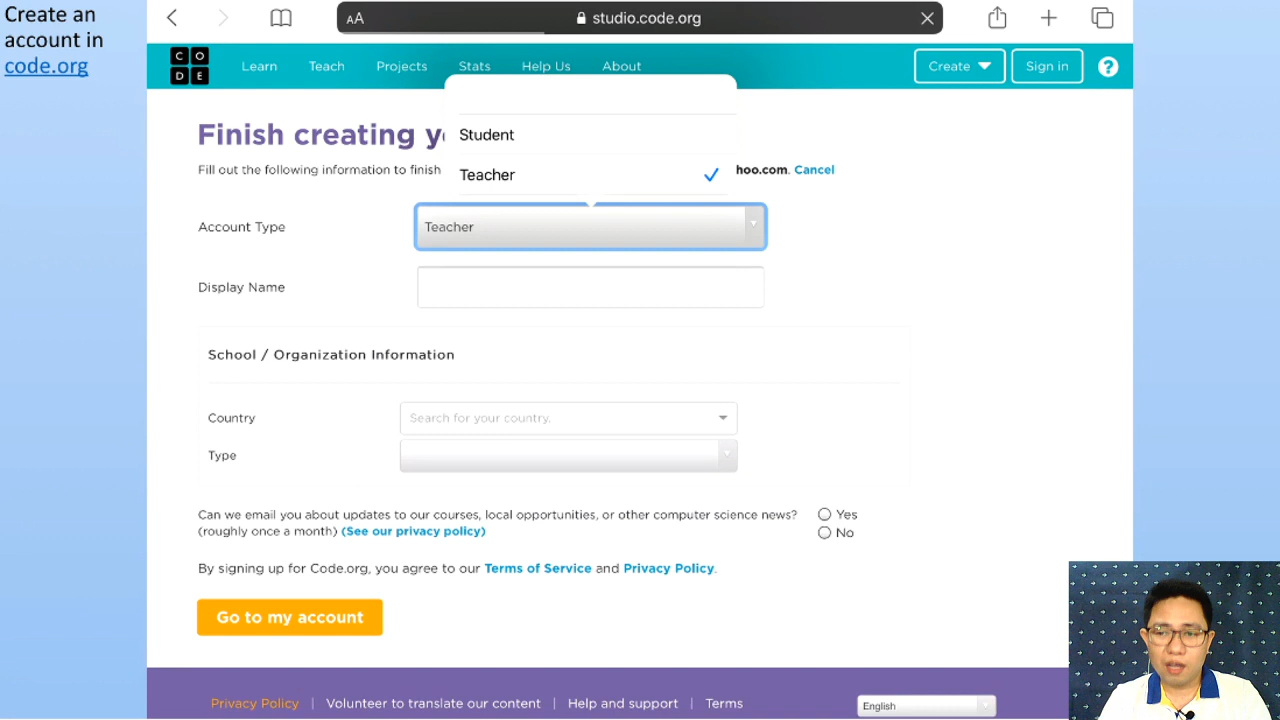 Create an
account in
code.org
AA
studio.code.org
CO
DE
Learn
Teach
Projects
Stats
Help Us
About
Create
Sign in
?
Finish creating y
Student
Fill out the following information to finish
Teacher
hoo.com. Cancel
Account Type
Teacher
Display Name
School / Organization Information
Country
Search for your country.
Type
Can we email you about updates to our courses, local opportunities, or other computer science news?
(roughly once a month) (See our privacy policy)
Yes
No
By signing up for Code.org, you agree to our Terms of Service and Privacy Policy.
Go to my account
Privacy Policy | Volunteer to translate our content | Help and support | Terms
English